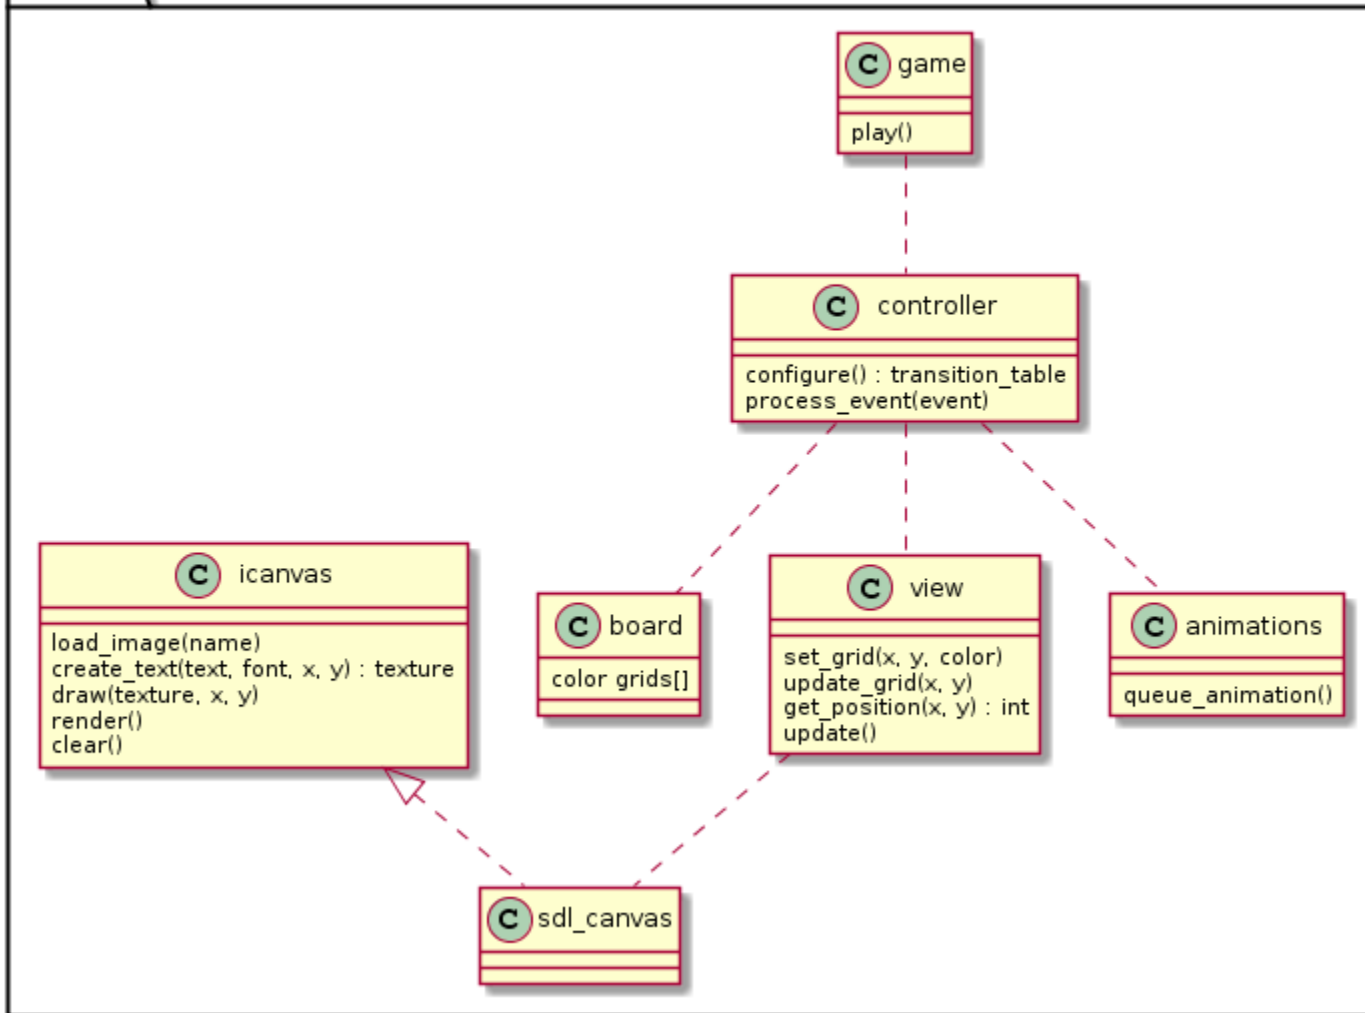 C game
play()
C controller
configure() : transition_table
process_event(event)
C icanvas
load_image(name)
create_text(text, font, x, y) : texture
draw(texture, x, y)
render()
clear()
C board
color grids[]
C view
set_grid(x, y, color)
update_grid(x, y)
get_position(x, y) : int
update()
C animations
queue_animation()
C sdl_canvas